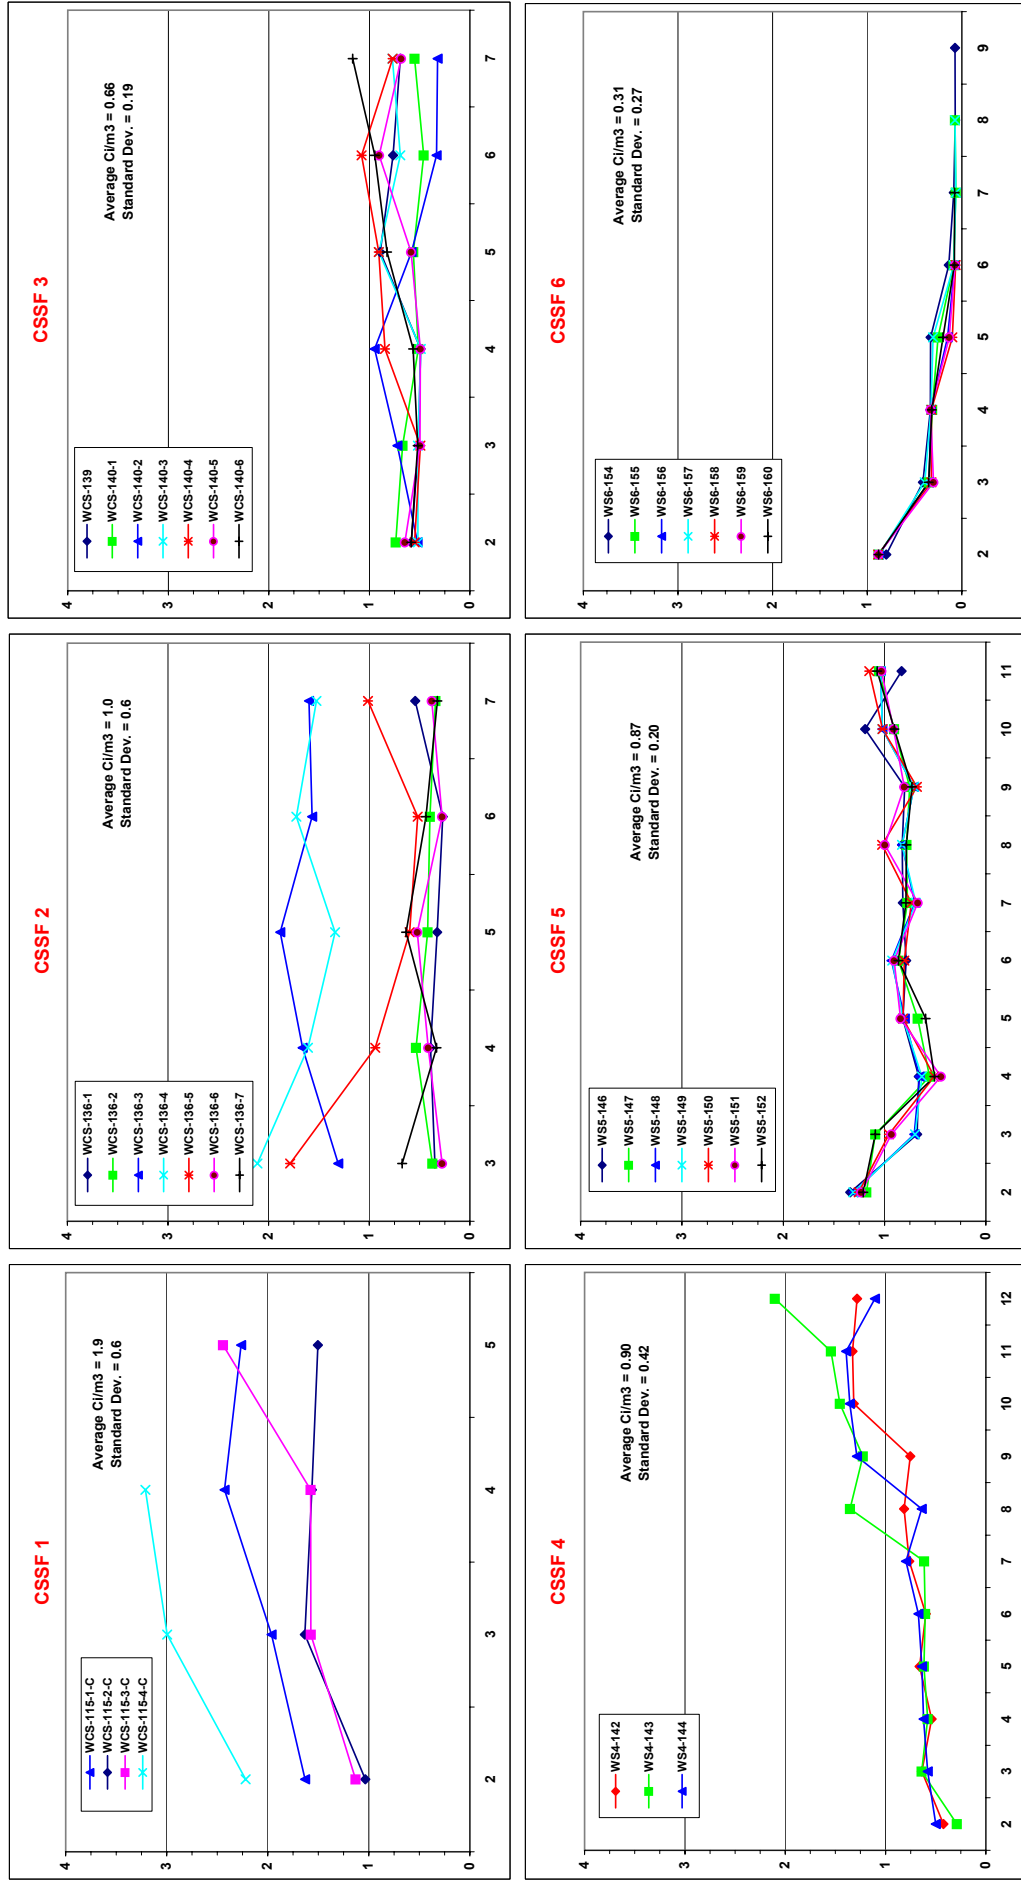 CSSF 1
Average Ci/m3 = 1.9
Standard Dev. = 0.6
WCS-115-1-C
WCS-115-2-C
WCS-115-3-C
WCS-115-4-C
4
3
2
1
0
2
3
4
5
CSSF 2
Average Ci/m3 = 1.0
Standard Dev. = 0.6
WCS-136-1
WCS-136-2
WCS-136-3
WCS-136-4
WCS-136-5
WCS-136-6
WCS-136-7
4
3
2
1
0
3
4
5
6
7
CSSF 3
Average Ci/m3 = 0.66
Standard Dev. = 0.19
WCS-139
WCS-140-1
WCS-140-2
WCS-140-3
WCS-140-4
WCS-140-5
WCS-140-6
4
3
2
1
0
2
3
4
5
6
7
CSSF 4
Average Ci/m3 = 0.90
Standard Dev. = 0.42
WS4-142
WS4-143
WS4-144
4
3
2
1
0
2
3
4
5
6
7
8
9
10
11
12
CSSF 5
Average Ci/m3 = 0.87
Standard Dev. = 0.20
WS5-146
WS5-147
WS5-148
WS5-149
WS5-150
WS5-151
WS5-152
4
3
2
1
0
2
3
4
5
6
7
8
9
10
11
CSSF 6
Average Ci/m3 = 0.31
Standard Dev. = 0.27
WS6-154
WS6-155
WS6-156
WS6-157
WS6-158
WS6-159
WS6-160
4
3
2
1
0
2
3
4
5
6
7
8
9